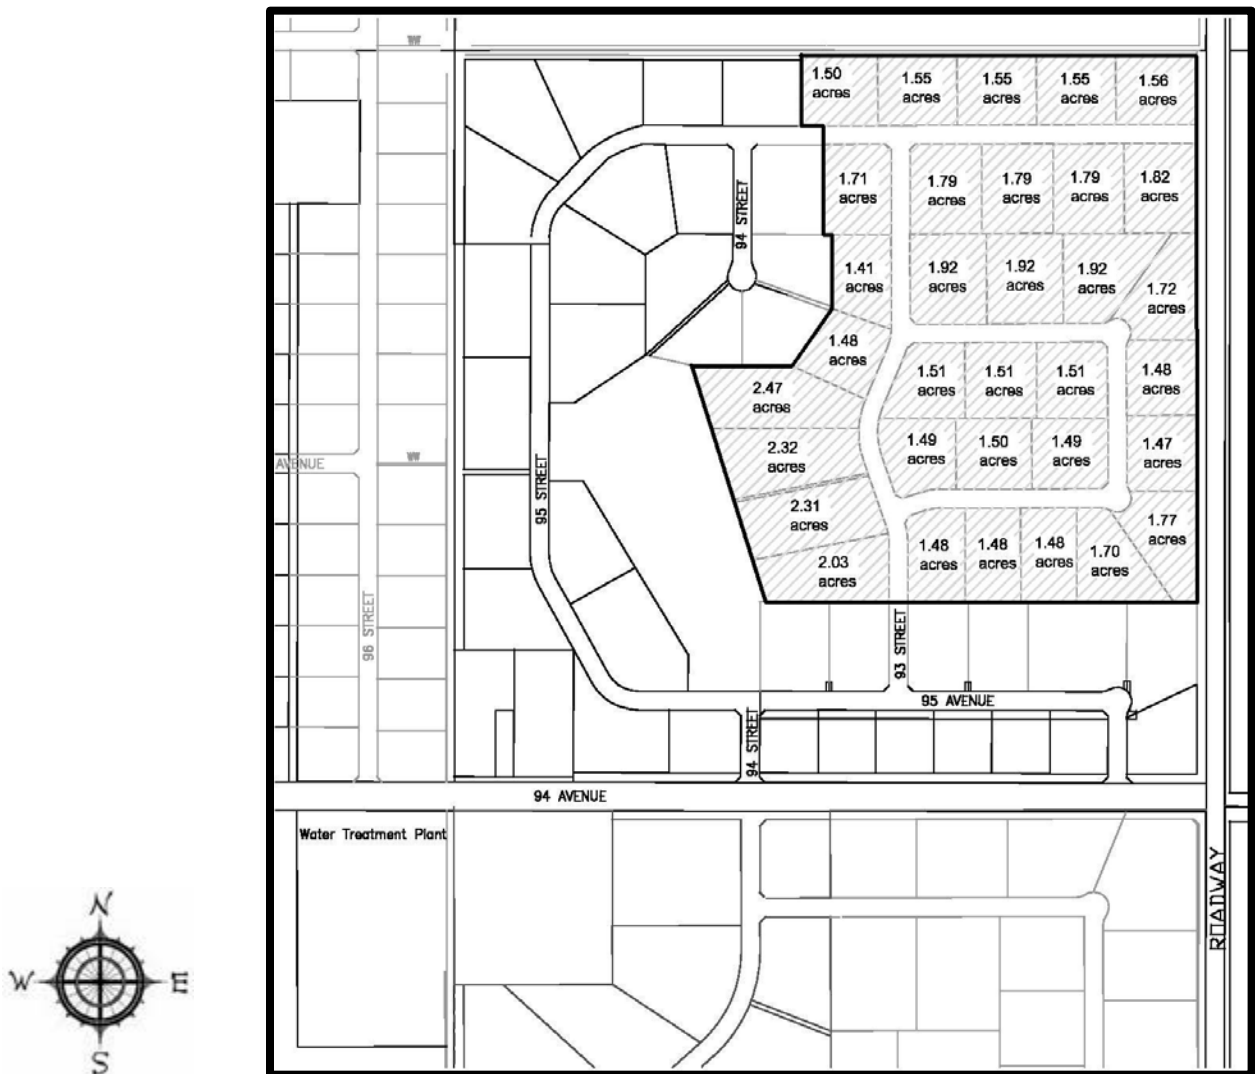 W
1.50
acres
1.55
acres
1.55
acres
1.55
acres
1.56
acres
1.71
acres
1.79
acres
1.79
acres
1.79
acres
1.82
acres
94 STREET
1.41
acres
1.92
acres
1.92
acres
1.92
acres
1.72
acres
1.48
acres
2.47
acres
1.51
acres
1.51
acres
1.51
acres
1.48
acres
AVENUE
W
95 STREET
2.32
acres
1.49
acres
1.50
acres
1.49
acres
1.47
acres
2.31
acres
1.77
acres
2.03
acres
1.48
acres
1.48
acres
1.48
acres
1.70
acres
96 STREET
93 STREET
95 AVENUE
94 STREET
94 AVENUE
Water Treatment Plant
ROADWAY
N
W
E
S